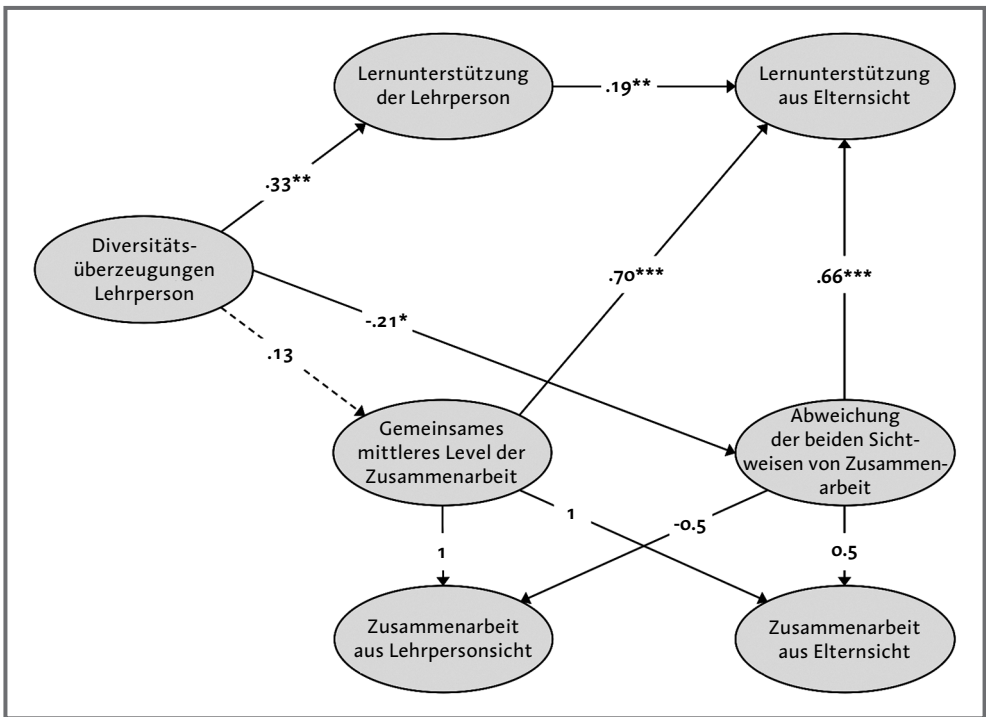 Lernunterstützung
der Lehrperson
.19**
Lernunterstützung
aus Elternsicht
.33**
Diversitäts-
überzeugungen
Lehrperson
.70***
.66***
-.21*
.13
Gemeinsames
mittleres Level der
Zusammenarbeit
Abweichung
der beiden Sicht-
weisen von Zusammen-
arbeit
1
1
-0.5
0.5
Zusammenarbeit
aus Lehrpersonsicht
Zusammenarbeit
aus Elternsicht